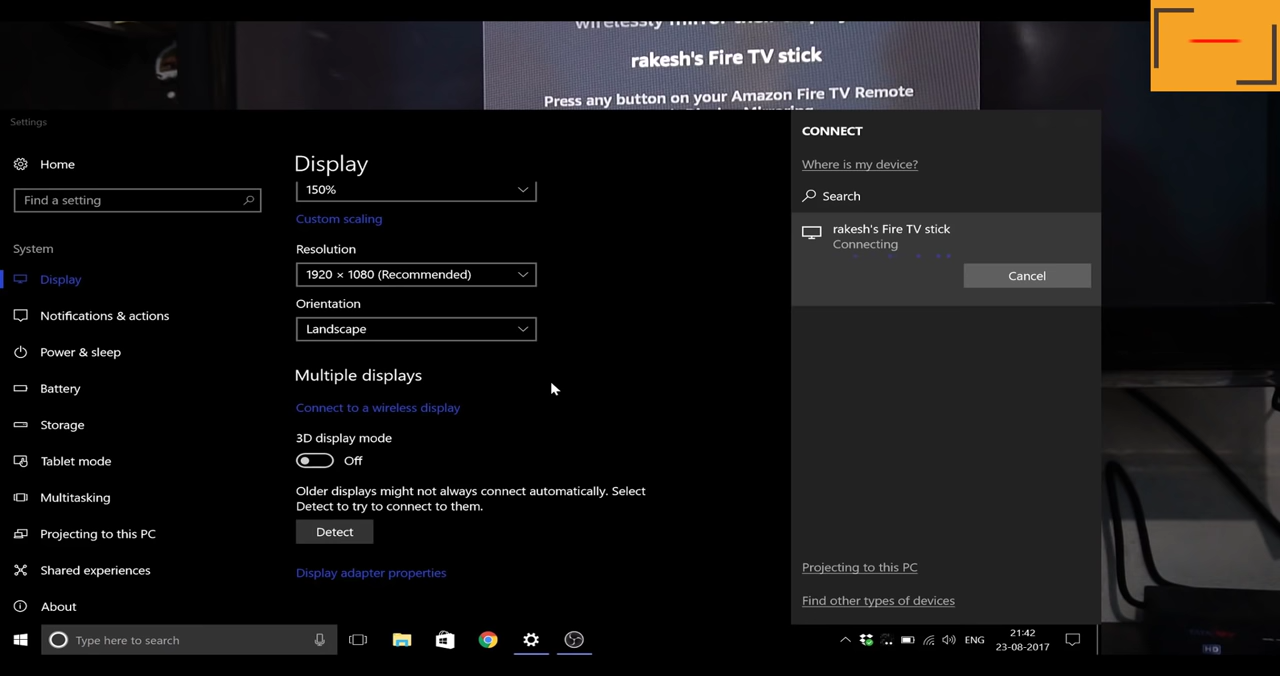 wirelessly mirror their display
rakesh's Fire TV stick
Press any button on your Amazon Fire TV Remote
Settings
Home
Find a setting
System
Display
Notifications & actions
Power & sleep
Battery
Storage
Tablet mode
Multitasking
Projecting to this PC
Shared experiences
About
Display
150%
Custom scaling
Resolution
1920 × 1080 (Recommended)
Orientation
Landscape
Multiple displays
Connect to a wireless display
3D display mode
Off
Older displays might not always connect automatically. Select
Detect to try to connect to them.
Detect
Display adapter properties
CONNECT
Where is my device?
Search
rakesh's Fire TV stick
Connecting
Cancel
Projecting to this PC
Find other types of devices
Type here to search
ENG
21:42
23-08-2017